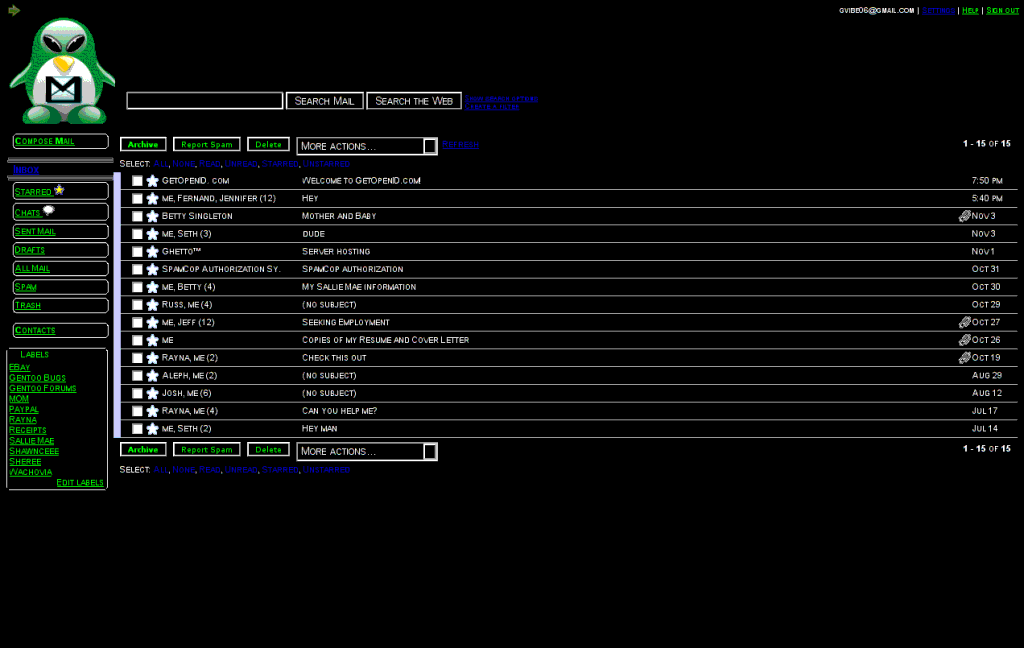 gvibe06@gmail.com | Settings | Help | Sign out
Search Mail Search the Web Show search options
Create a filter
Compose Mail
Archive Report Spam Delete More actions... Refresh 1 - 15 of 15
Select: All, None, Read, Unread, Starred, Unstarred
Inbox
Starred
Chats
Sent Mail
Drafts
All Mail
Spam
Trash
Contacts
Labels
eBay
Gentoo Bugs
Gentoo Forums
Mom
PayPal
Rayna
Receipts
Sallie Mae
Shawnceee
Sheree
Wachovia
Edit labels
GetOpenID. com Welcome to GetOpenID.com! 7:50 pm
me, Fernand, Jennifer (12) Hey 5:40 pm
Betty Singleton Mother and Baby Nov 3
me, Seth (3) dude Nov 3
Ghetto™ Server hosting Nov 1
SpamCop Authorization Sy. SpamCop authorization Oct 31
me, Betty (4) My Sallie Mae information Oct 30
Russ, me (4) (no subject) Oct 29
me, Jeff (12) Seeking Employment Oct 27
me Copies of my Resume and Cover Letter Oct 26
Rayna, me (2) check this out Oct 19
Aleph, me (2) (no subject) Aug 29
Josh, me (6) (no subject) Aug 12
Rayna, me (4) Can you help me? Jul 17
me, Seth (2) Hey man Jul 14
Archive Report Spam Delete More actions... 1 - 15 of 15
Select: All, None, Read, Unread, Starred, Unstarred